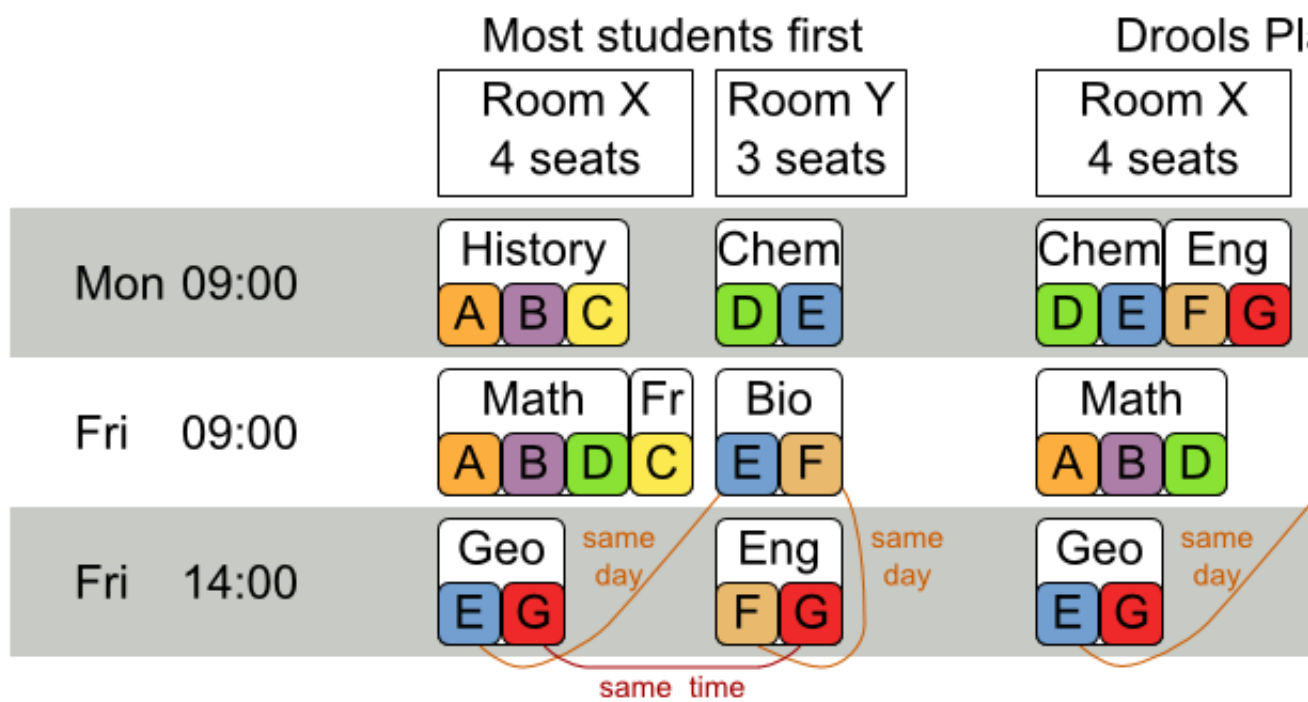 Most students first
Drools Pl
Room X
4 seats
Room Y
3 seats
Room X
4 seats
Mon 09:00
History
A B C
Chem
D E
Chem Eng
D E F G
Fri 09:00
Math Fr
A B D C
Bio
E F
Math
A B D
Fri 14:00
Geo
E G
same
day
Eng
F G
same
day
Geo
E G
same
day
same time